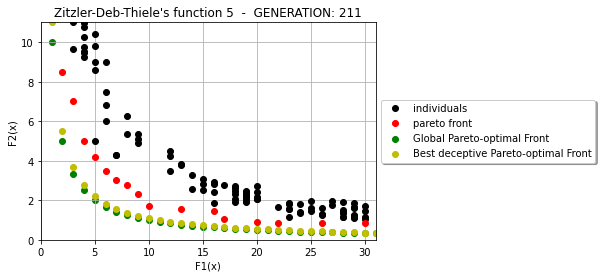 Zitzler-Deb-Thiele's function 5 - GENERATION: 211
10
8
6
4
2
0
F2(x)
0 5 10 15 20 25 30
F1(x)
individuals
pareto front
Global Pareto-optimal Front
Best deceptive Pareto-optimal Front